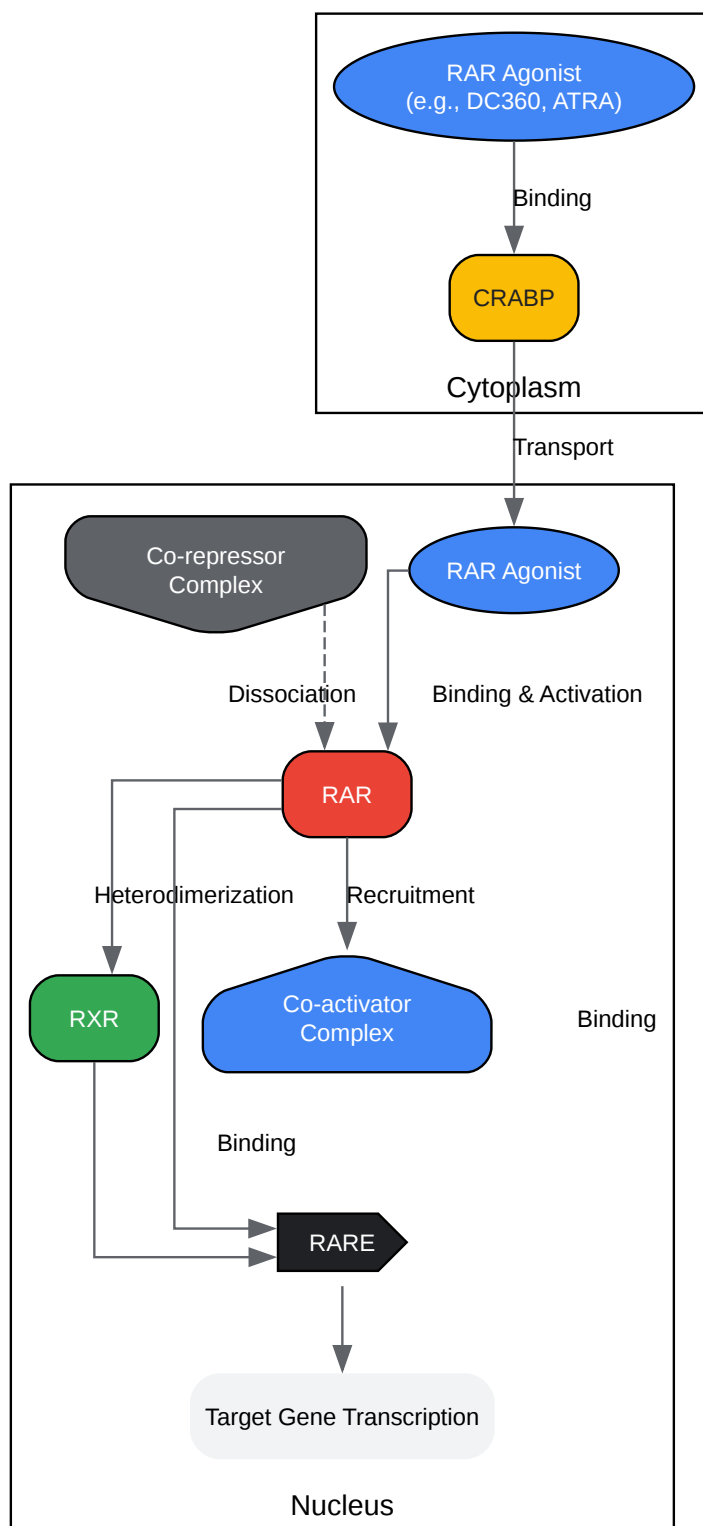 RAR Agonist
(e.g., DC360, ATRA)
Binding
CRABP
Cytoplasm
Transport
Co-repressor
Complex
RAR Agonist
Dissociation
Binding & Activation
RAR
Heterodimerization
Recruitment
RXR
Co-activator
Complex
Binding
Binding
RARE
Target Gene Transcription
Nucleus